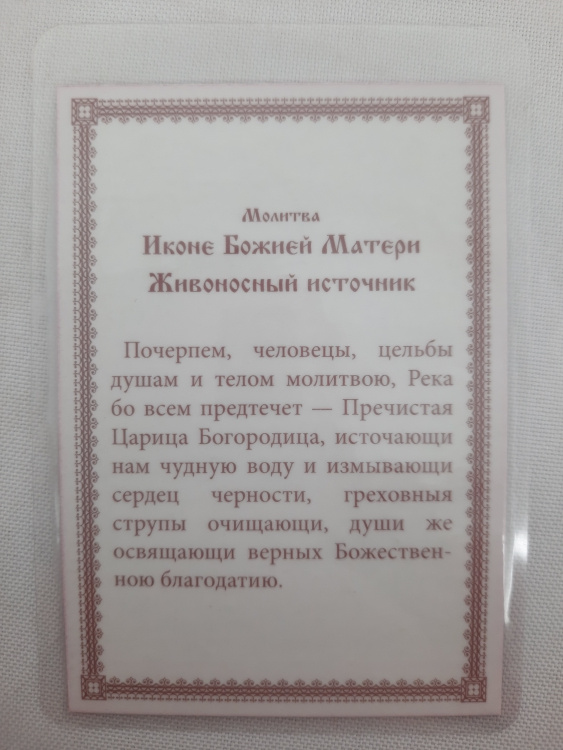 Молитва
Иконе Божией Матери
Живоносный источник
Почерпем, человецы, цельбы
душам и телом молитвою, Река
бо всем предтечет — Пречистая
Царица Богородица, источающи
нам чудную воду и измывающи
сердец черности, греховныя
струпы очищающи, души же
освящающи верных Божествен-
ною благодатию.